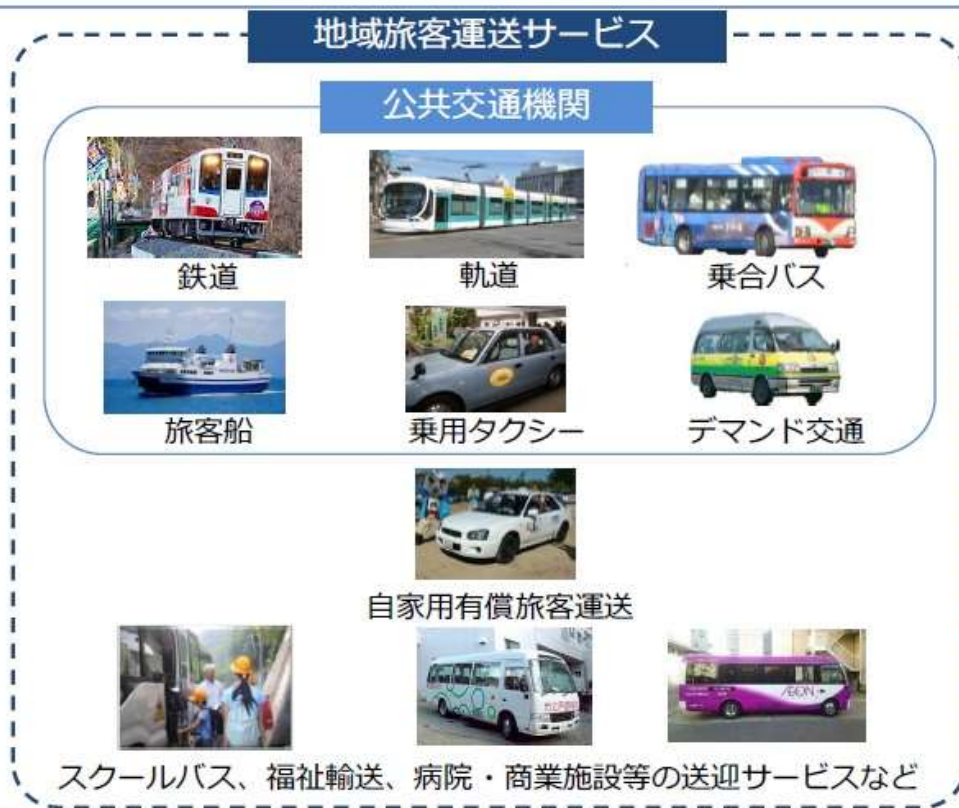 地域旅客運送サービス
公共交通機関
鉄道
軌道
乗合バス
旅客船
乗用タクシー
デマンド交通
自家用有償旅客運送
AEON
スクールバス、福祉輸送、病院・商業施設等の送迎サービスなど